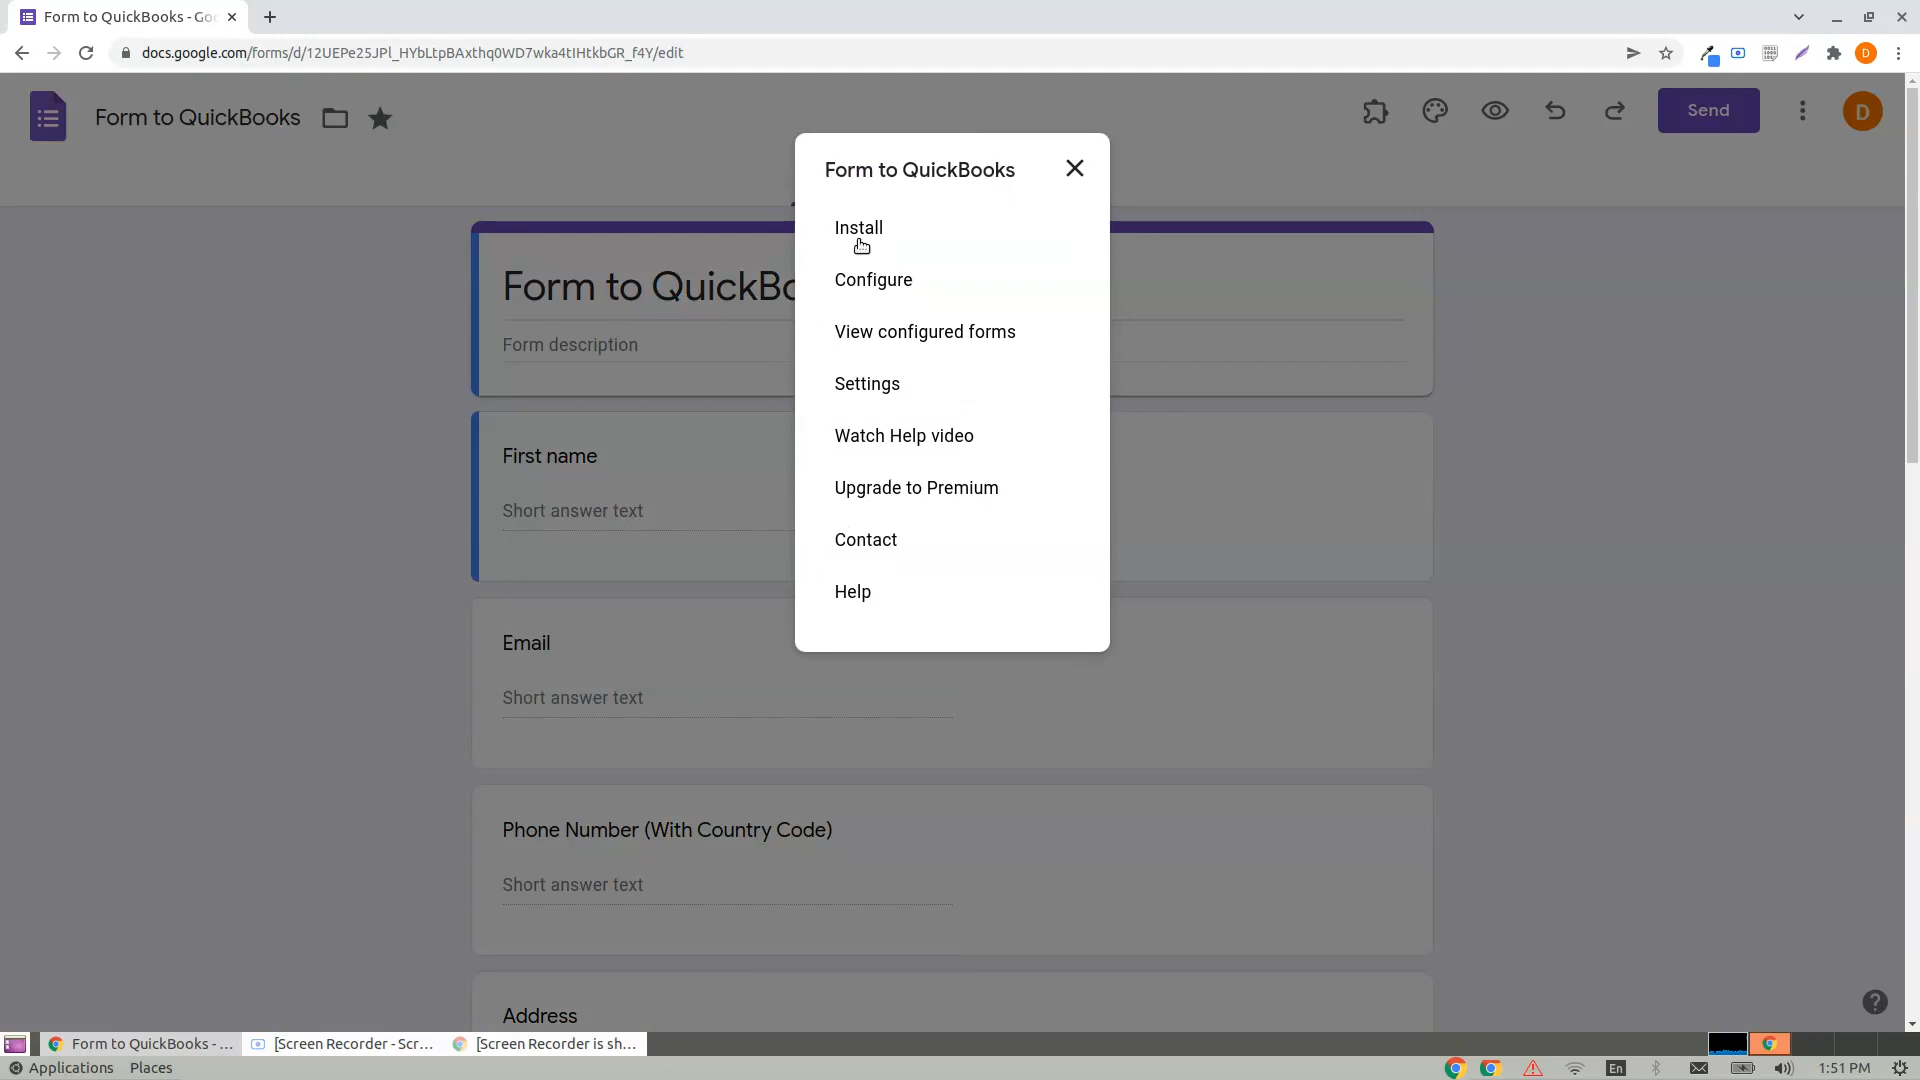 Form to QuickBooks - Goo
docs.google.com/forms/d/12UEPe25JPl_HYbLtpBAxthq0WD7wka4tIHtkbGR_f4Y/edit
D
Form to QuickBooks
Send
D
Form to QuickBooks
Install
Configure
View configured forms
Settings
Watch Help video
Upgrade to Premium
Contact
Help
Form to QuickBo
Form description
First name
Short answer text
Email
Short answer text
Phone Number (With Country Code)
Short answer text
Address
Form to QuickBooks - ...
[Screen Recorder - Scr...
[Screen Recorder is sh...
Applications
Places
En
1:51 PM